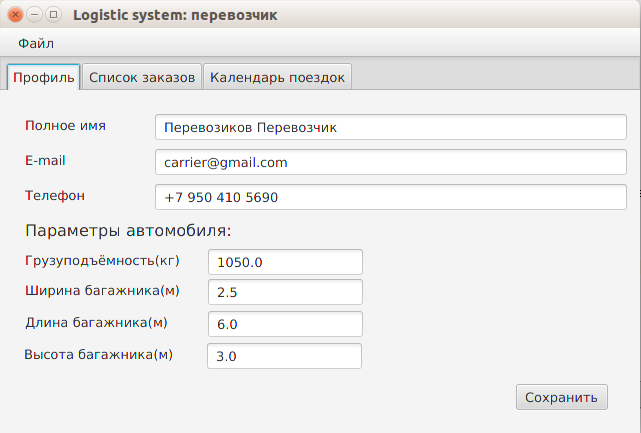 Logistic system: перевозчик
Файл
Профиль Список заказов Календарь поездок
Полное имя Перевозиков Перевозчик
E-mail carrier@gmail.com
Телефон +7 950 410 5690
Параметры автомобиля:
Грузуподъёмность(кг) 1050.0
Ширина багажника(м) 2.5
Длина багажника(м) 6.0
Высота багажника(м) 3.0
Сохранить